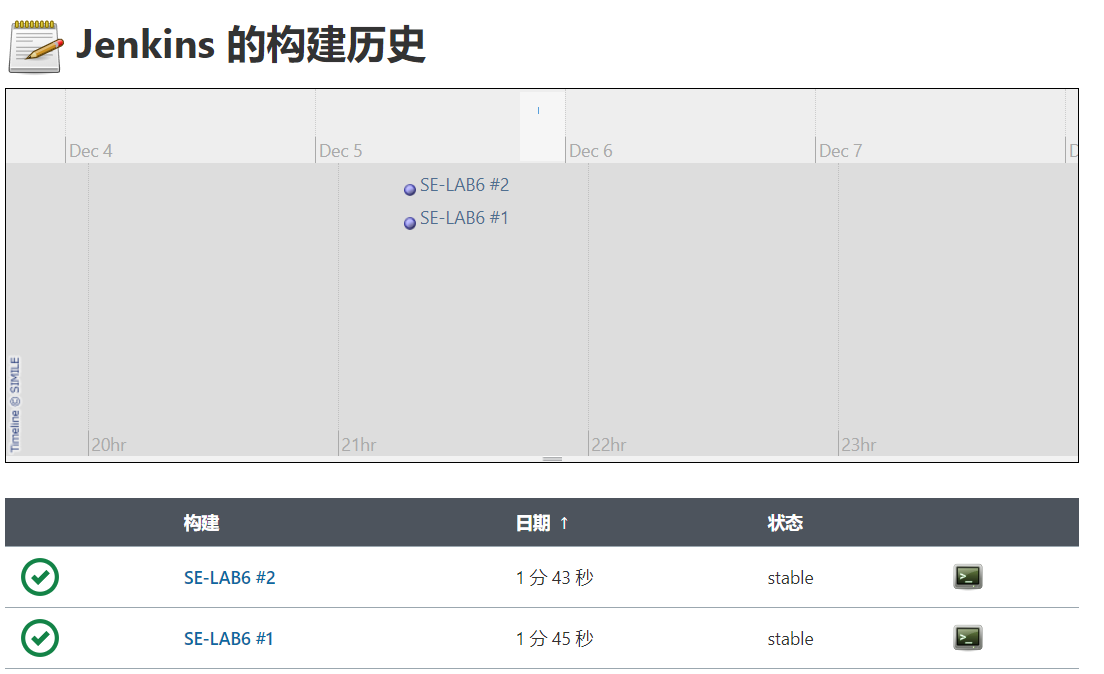 Jenkins 的构建历史
Dec 4
Dec 5
Dec 6
Dec 7
D
SE-LAB6 #2
SE-LAB6 #1
Timeline © SIMILE
20hr
21hr
22hr
23hr
构建 日期 ↑ 状态
SE-LAB6 #2 1 分 43 秒 stable
SE-LAB6 #1 1 分 45 秒 stable